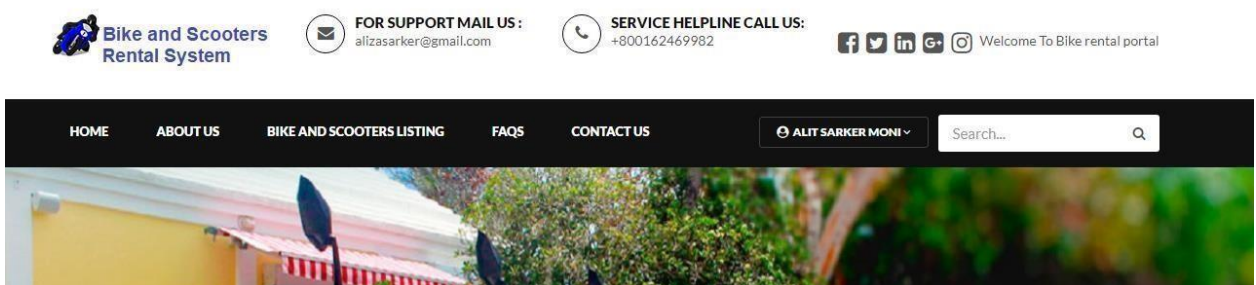 Bike and Scooters
Rental System
FOR SUPPORT MAIL US :
alizasarker@gmail.com
SERVICE HELPLINE CALL US:
+800162469982
Welcome To Bike rental portal
HOME ABOUT US BIKE AND SCOOTERS LISTING FAQS CONTACT US ALIT SARKER MONI Search...